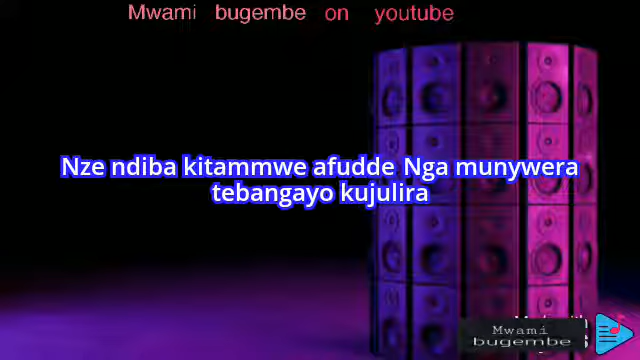 Mwami bugembe on youtube
Nze ndiba kitammwe afudde Nga munywera
tebangayo kujulira
Mwami
bugembe